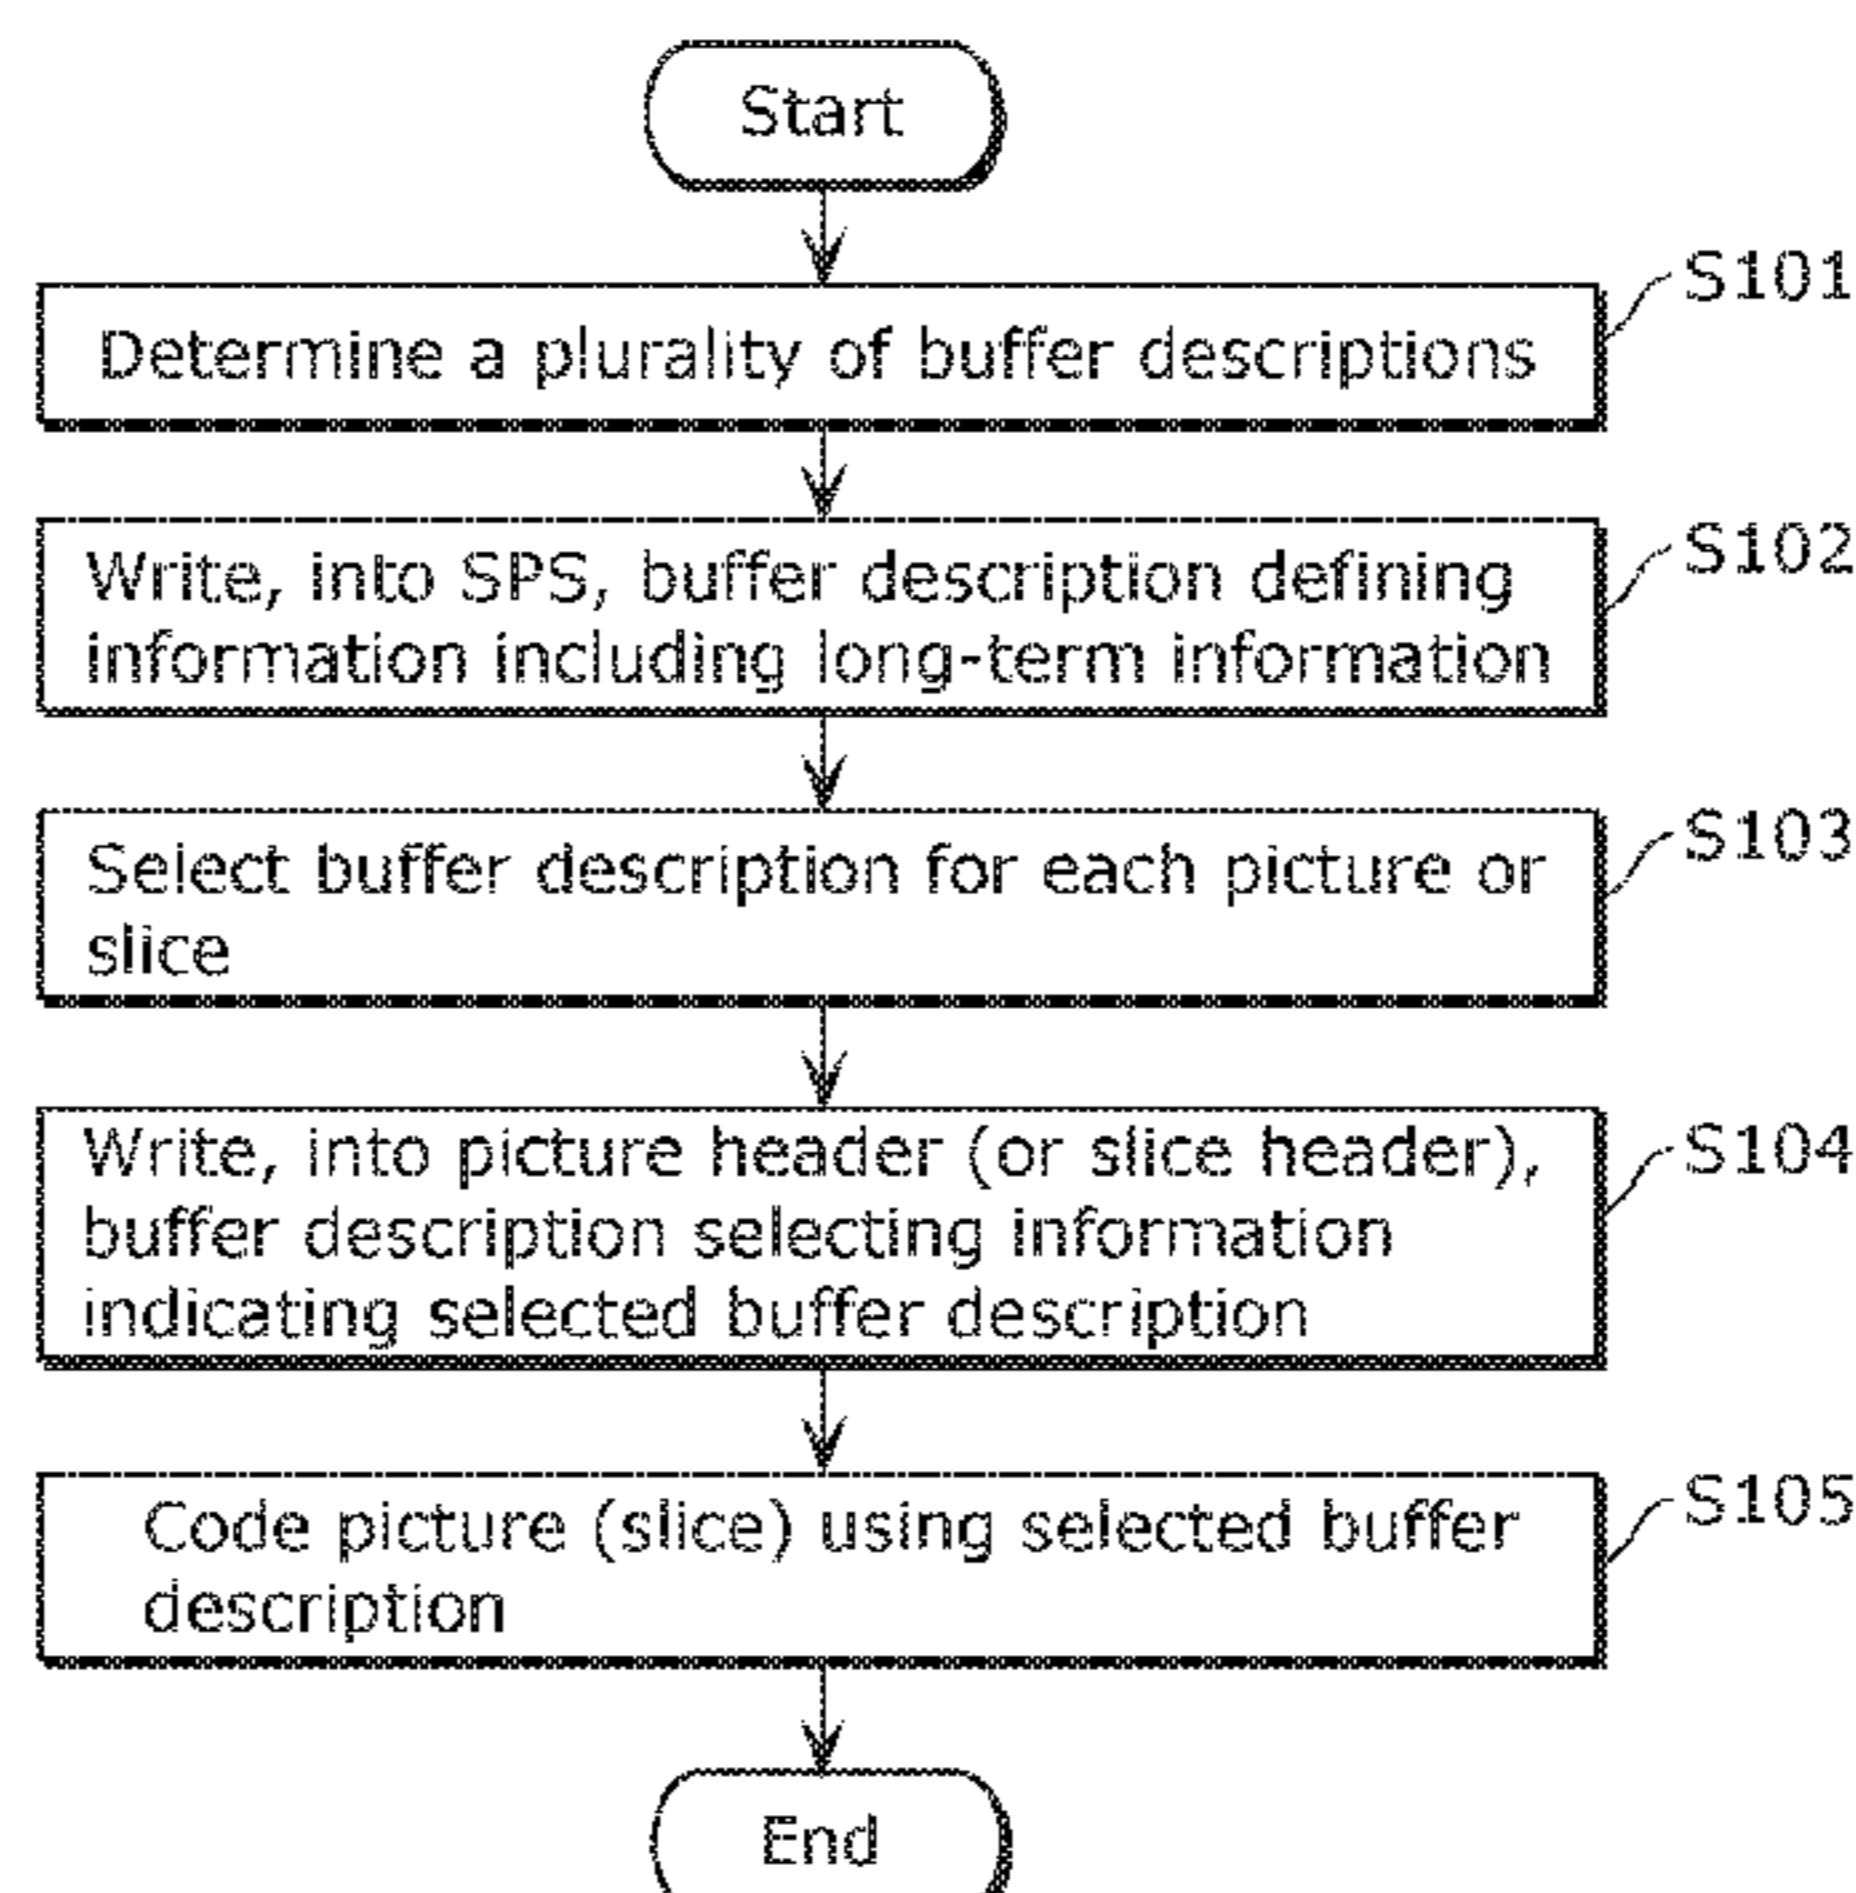 Start
S101
Determine a plurality of buffer descriptions
S102
Write, into SPS, buffer description defining
information including long-term information
S103
Select buffer description for each picture or
slice
S104
Write, into picture header (or slice header),
buffer description selecting information
indicating selected buffer description
S105
Code picture (slice) using selected buffer
description
End